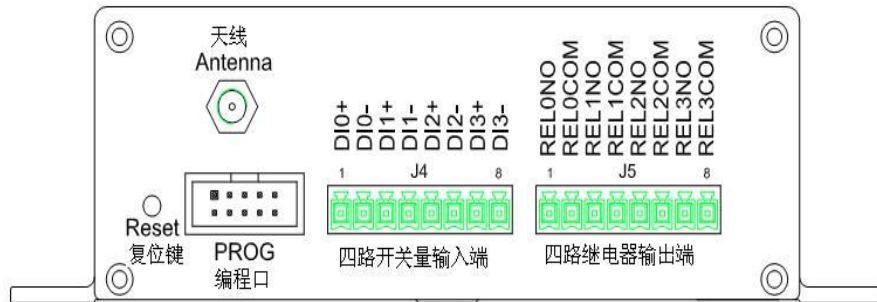 天线
Antenna
DI0+
DI0-
DI1+
DI1-
DI2+
DI2-
DI3+
DI3-
1 J4 8
REL0NO
REL0COM
REL1NO
REL1COM
REL2NO
REL2COM
REL3NO
REL3COM
1 J5 8
Reset
复位键
PROG
编程口
四路开关量输入端
四路继电器输出端